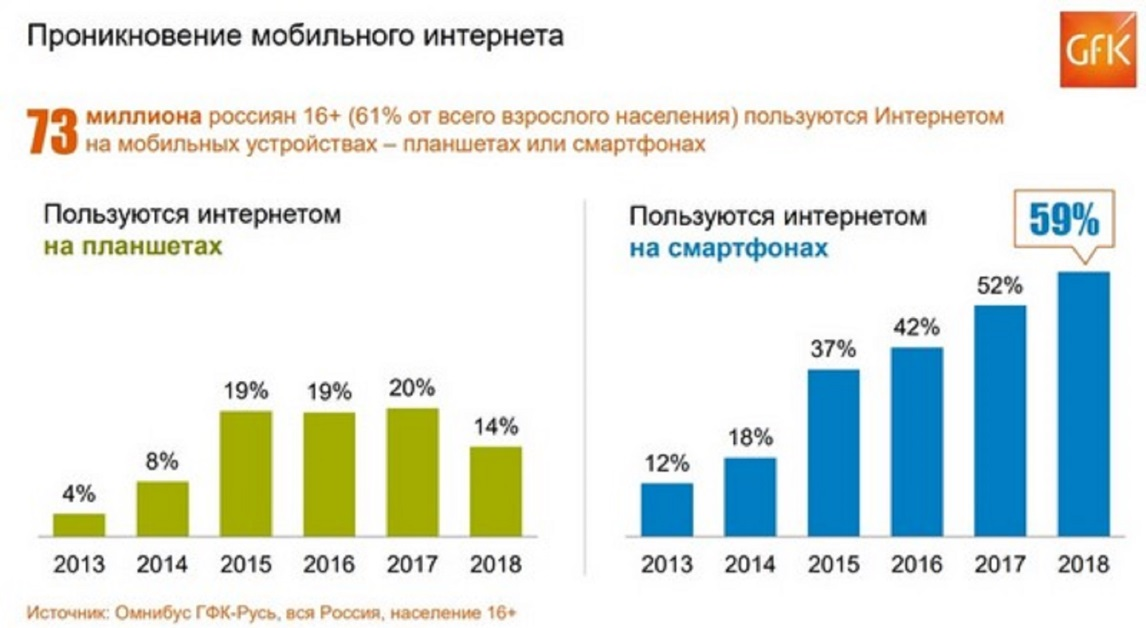 Проникновение мобильного интернета
GfK
73 миллиона россиян 16+ (61% от всего взрослого населения) пользуются Интернетом
на мобильных устройствах – планшетах или смартфонах
Пользуются интернетом
на планшетах
4%
8%
19%
19%
20%
14%
2013 2014 2015 2016 2017 2018
Пользуются интернетом
на смартфонах
12%
18%
37%
42%
52%
59%
2013 2014 2015 2016 2017 2018
Источник: Омнибус ГФК-Русь, вся Россия, население 16+